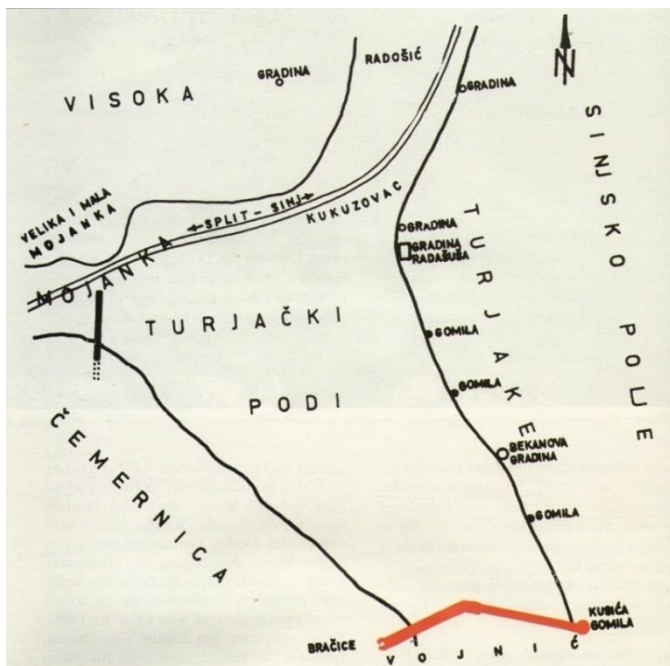 VISOKA
GRADINA
RADOŠIĆ
GRADINA
N
SINJSKO POLJE
VELIKA I MALA
MOJANKA
SPLIT - SINJ
KUKUZOVAC
MOJANKA
GRADINA
GRADINA
RADAŠUŠA
TURJAKE
TURJAČKI
PODI
GOMILA
GOMILA
BEKANOVA
GRADINA
GOMILA
ČEMERNICA
BRAČICE
VOJNIĆ
KUSIĆA
GOMILA